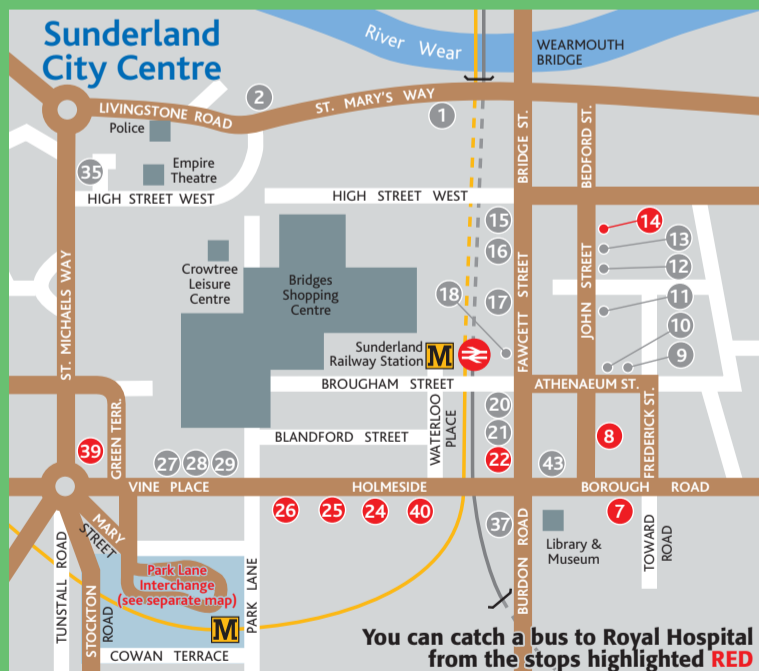 Sunderland
City Centre
River Wear
WEARMOUTH
BRIDGE
LIVINGSTONE ROAD
2
ST. MARY'S WAY
1
Police
Empire
Theatre
35
HIGH STREET WEST
HIGH STREET WEST
BRIDGE ST.
BEDFORD ST.
ST. MICHAELS WAY
Crowtree
Leisure
Centre
Bridges
Shopping
Centre
15
16
17
18
FAWCETT STREET
JOHN STREET
14
13
12
11
10
9
Sunderland
Railway Station
M
BROUGHAM STREET
ATHENAEUM ST.
WATERLOO
PLACE
BLANDFORD STREET
20
21
22
43
8
FREDERICK ST.
39
GREEN TERR.
27
28
29
VINE PLACE
HOLMESIDE
BOROUGH ROAD
26
25
24
40
37
7
Library &
Museum
TOWARD
ROAD
BURDON ROAD
MARY
STREET
TUNSTALL ROAD
STOCKTON
ROAD
Park Lane
Interchange
(see separate map)
M
PARK LANE
COWAN TERRACE
You can catch a bus to Royal Hospital
from the stops highlighted RED